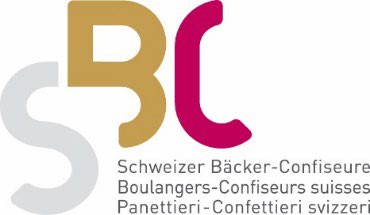 SBC
Schweizer Bäcker-Confiseure
Boulangers-Confiseurs suisses
Panettieri-Confettieri svizzeri